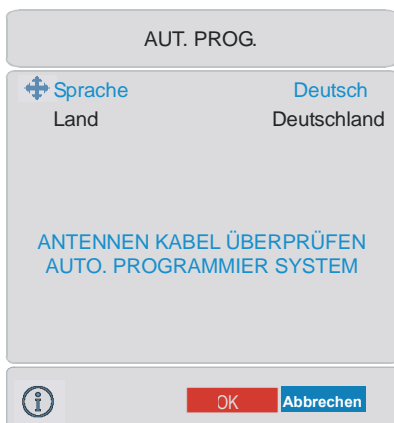 AUT. PROG.
Sprache Deutsch
Land Deutschland
ANTENNEN KABEL ÜBERPRÜFEN
AUTO. PROGRAMMIER SYSTEM
OK Abbrechen